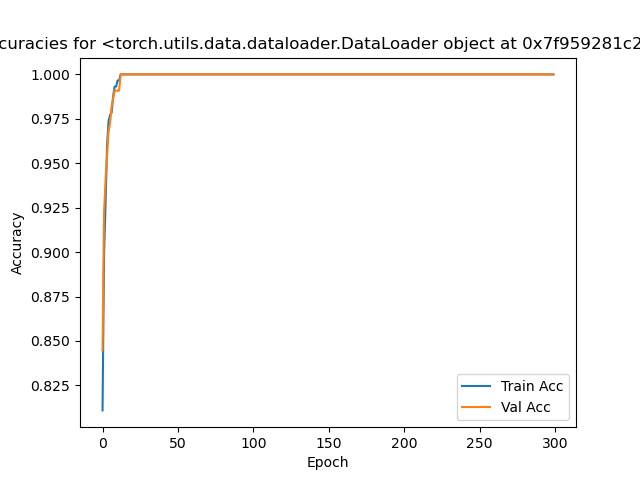 curacies for <torch.utils.data.dataloader.DataLoader object at 0x7f959281c2
1.000
0.975
0.950
0.925
0.900
0.875
0.850
0.825
Accuracy
Train Acc
Val Acc
0 50 100 150 200 250 300
Epoch